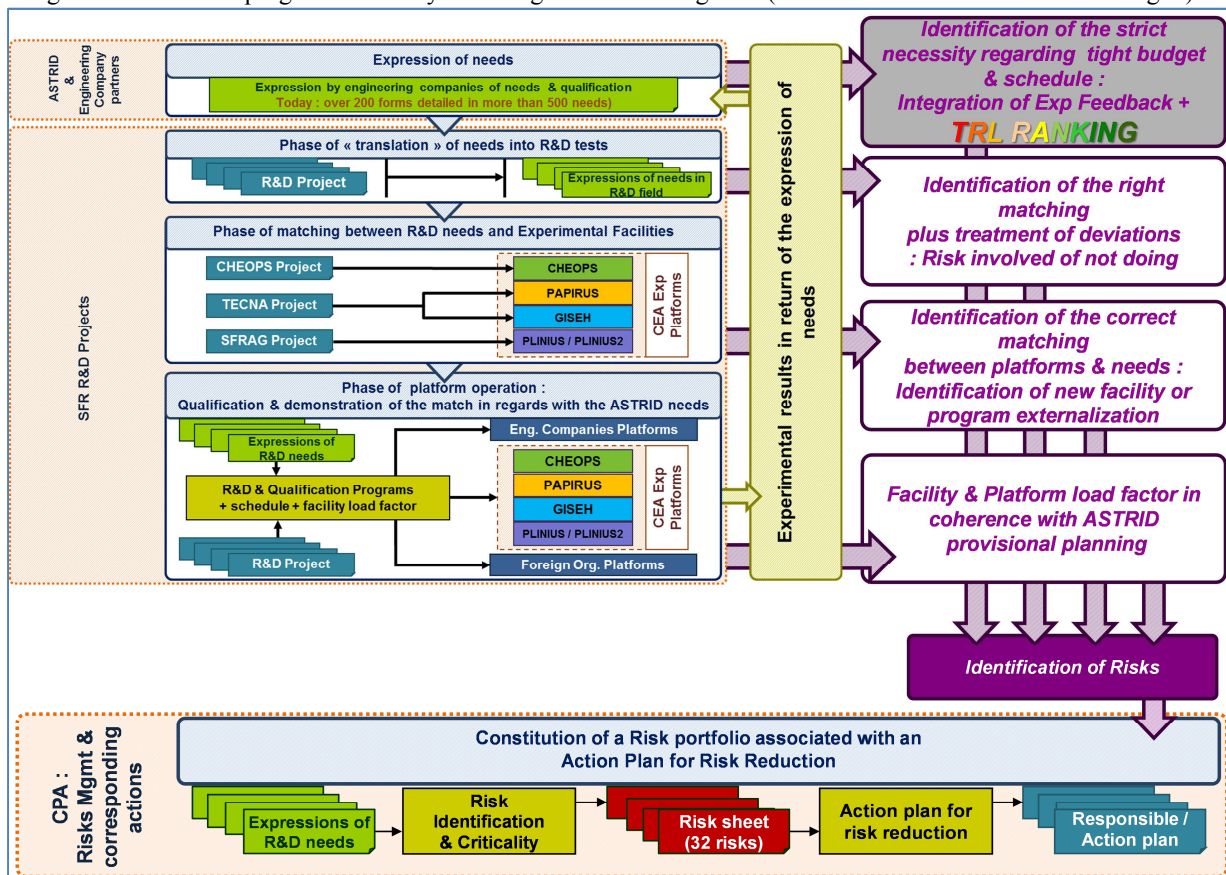 ASTRID
&
Engineering
Company
partners
Expression of needs
Expression by engineering companies of needs & qualification
Today : over 200 forms detailed in more than 500 needs)
SFR R&D Projects
Phase of « translation » of needs into R&D tests
R&D Project
Expressions of needs in
R&D field
Phase of matching between R&D needs and Experimental Facilities
CHEOPS Project
TECNA Project
SFRAG Project
CHEOPS
PAPIRUS
GISEH
PLINIUS / PLINIUS2
CEA Exp
Platforms
Phase of platform operation :
Qualification & demonstration of the match in regards with the ASTRID needs
Expressions of
R&D needs
R&D & Qualification Programs
+ schedule + facility load factor
R&D Project
Eng. Companies Platforms
CHEOPS
PAPIRUS
GISEH
PLINIUS / PLINIUS2
CEA Exp
Platforms
Foreign Org. Platforms
Experimental results in return of the expression of
needs
Identification of the strict
necessity regarding tight budget
& schedule :
Integration of Exp Feedback +
TRL RANKING
Identification of the right
matching
plus treatment of deviations
: Risk involved of not doing
Identification of the correct
matching
between platforms & needs :
Identification of new facility or
program externalization
Facility & Platform load factor in
coherence with ASTRID
provisional planning
Identification of Risks
CPA :
Risks Mgmt &
corresponding
actions
Constitution of a Risk portfolio associated with an
Action Plan for Risk Reduction
Expressions of
R&D needs
Risk
Identification
& Criticality
Risk sheet
(32 risks)
Action plan for
risk reduction
Responsible /
Action plan